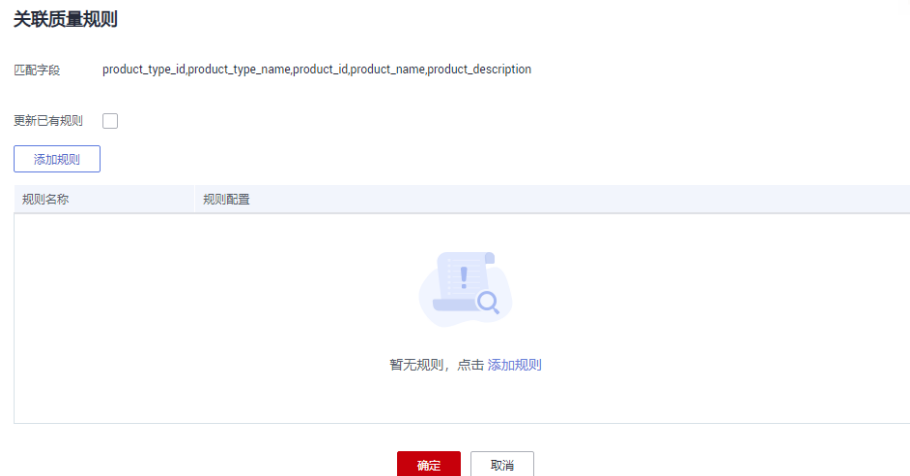 关联质量规则
匹配字段 product_type_id,product_type_name,product_id,product_name,product_description
更新已有规则
添加规则
规则名称 规则配置
暂无规则，点击 添加规则
确定 取消